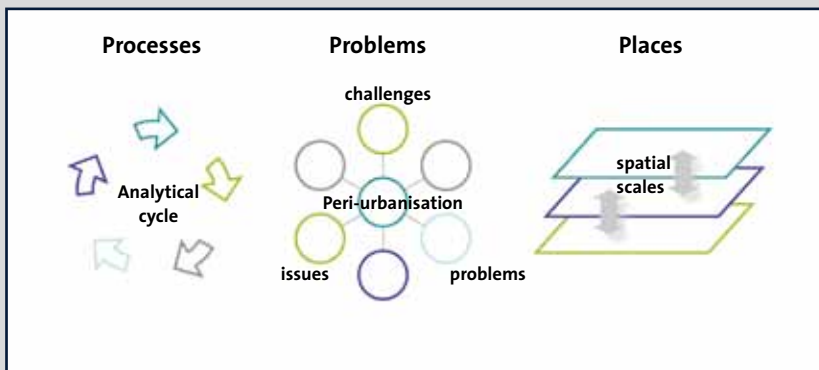 Processes
Problems
Places
Analytical
cycle
challenges
Peri-urbanisation
issues
problems
spatial
scales